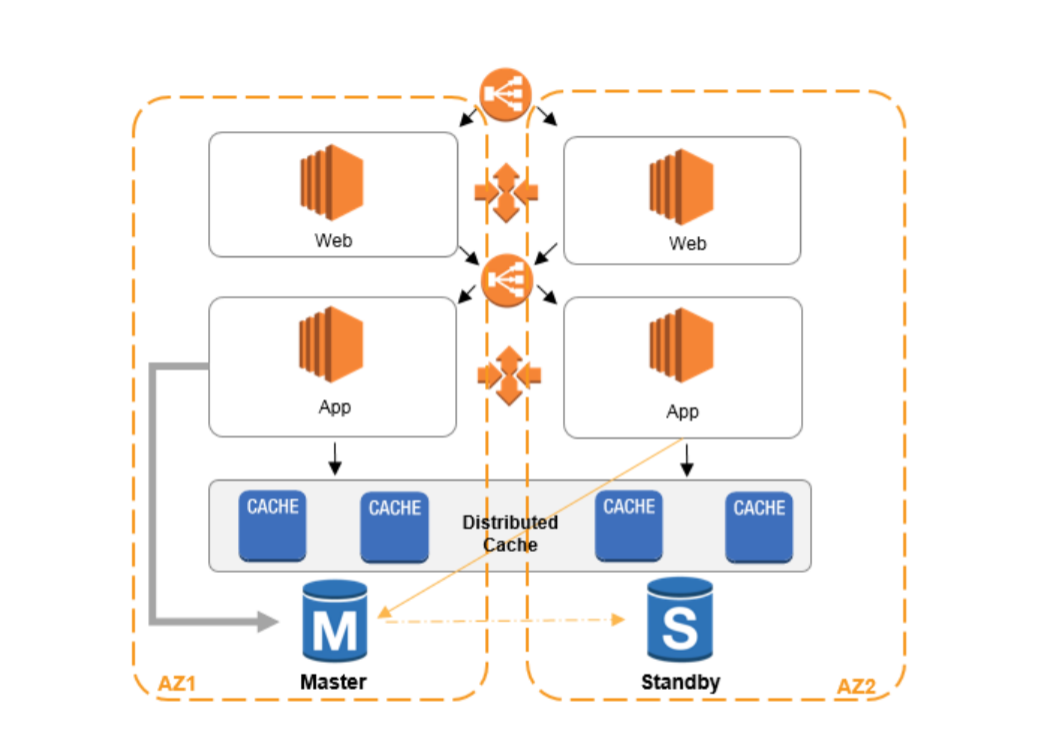 Web
Web
App
App
CACHE
CACHE
CACHE
CACHE
Distributed
Cache
M
S
Master
Standby
AZ1
AZ2